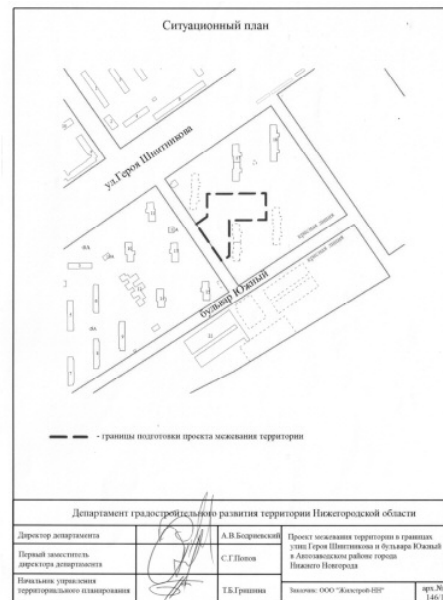 Ситуационный план
ул.Героя Шнитникова
красная линия
красная линия
бульвар Южный
- границы подготовки проекта межевания территории
Департамент градостроительного развития территории Нижегородской области
Директор департамента
А.В.Бодриевский
Первый заместитель
директора департамента
С.Г.Попов
Начальник управления
территориального планирования
Т.Б.Гришина
Проект межевания территории в границах
улиц Героя Шнитникова и бульвара Южный
в Автозаводском районе города
Нижнего Новгорода
Заказчик: ООО "Жилстрой-НН"
арх.№